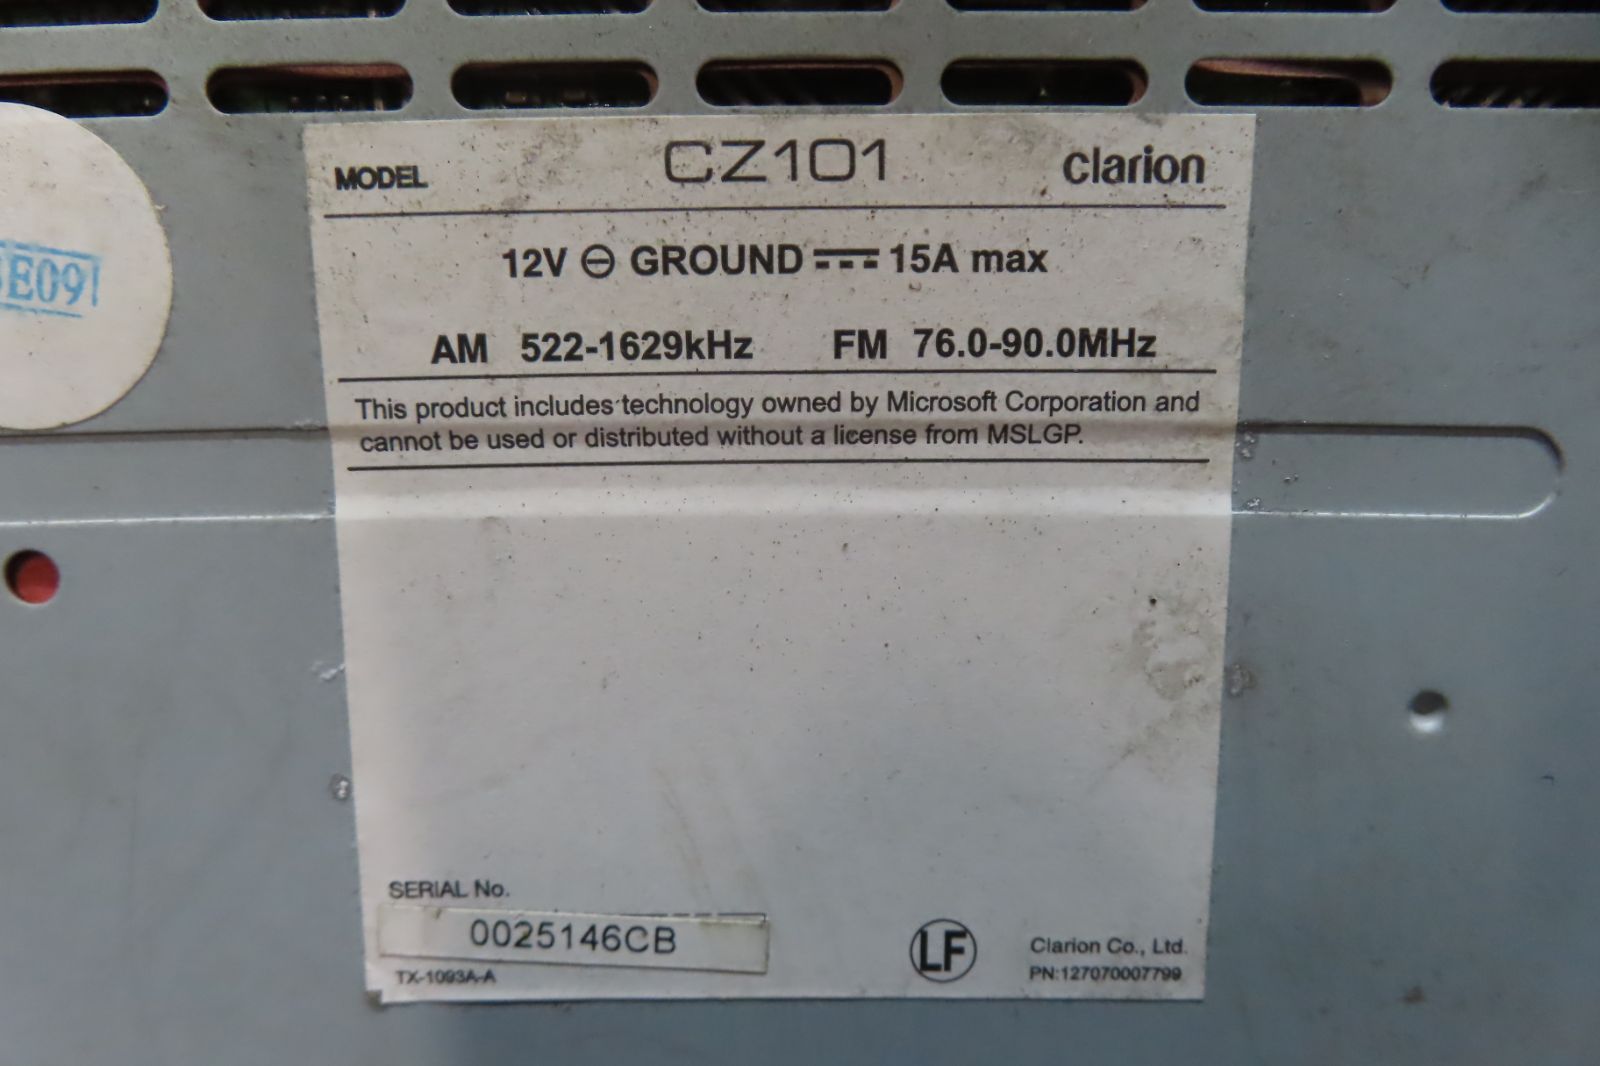 MODEL CZ101 Clarion
12V ⊖ GROUND ⎓ 15A max
AM 522-1629kHz FM 76.0-90.0MHz
This product includes technology owned by Microsoft Corporation and
cannot be used or distributed without a license from MSLGP.
E09
SERIAL No.
0025146CB
TX-1093A-A
LF
Clarion Co., Ltd.
PN:127070007799